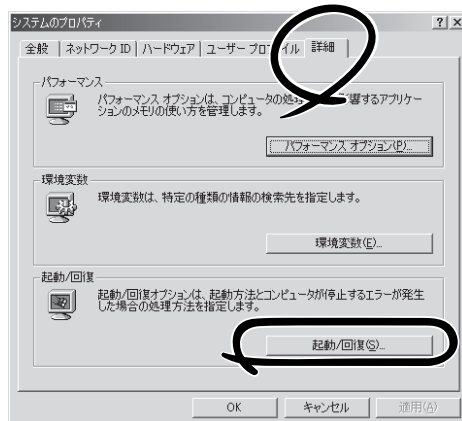 システムのプロパティ
全般 ネットワーク ID ハードウェア ユーザー プロファイル 詳細
パフォーマンス
パフォーマンス オプションは、コンピュータの処理 響するアプリケー
ションのメモリの使い方を管理します。
パフォーマンス オプション(P)...
環境変数
環境変数は、特定の種類の情報の検索先を指定します。
環境変数(E)...
起動/回復
起動/回復オプションは、起動方法とコンピュータが停止するエラーが発生
した場合の処理方法を指定します。
起動/回復(S)...
OK キャンセル 適用(A)